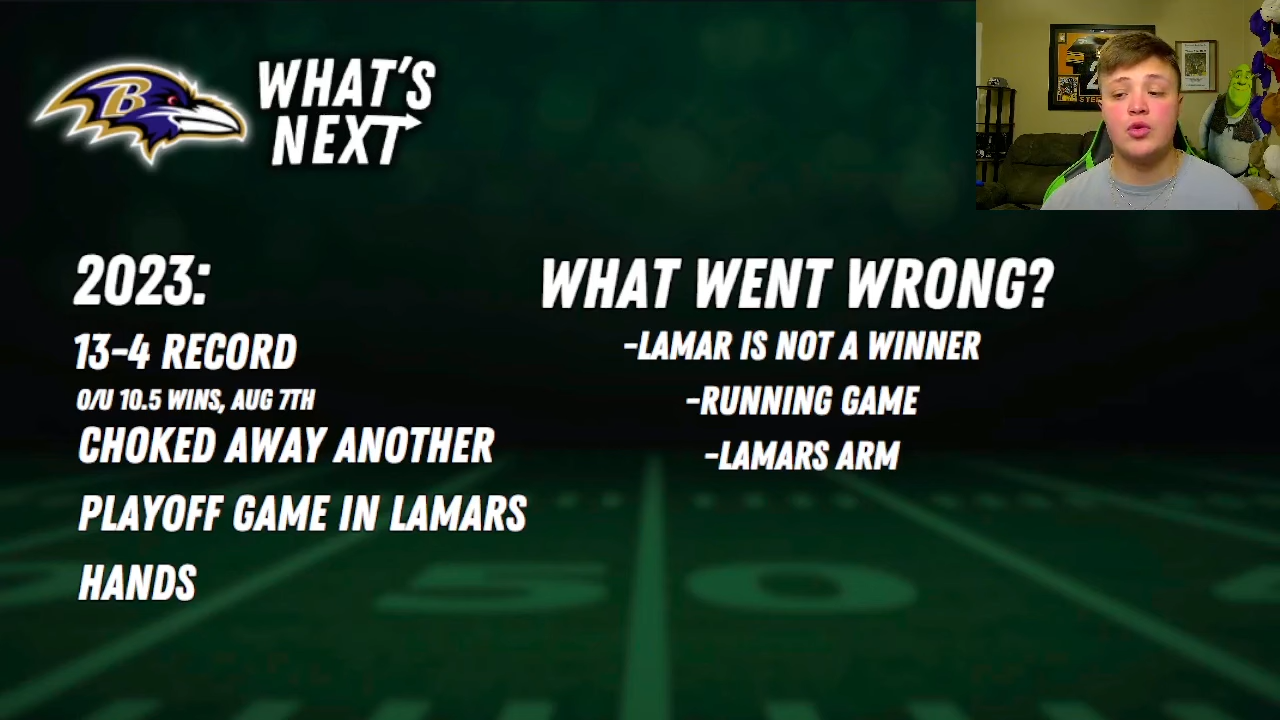 B
WHAT'S
NEXT
2023:
13-4 RECORD
O/U 10.5 WINS, AUG 7TH
CHOKED AWAY ANOTHER
PLAYOFF GAME IN LAMARS
HANDS
WHAT WENT WRONG?
-LAMAR IS NOT A WINNER
-RUNNING GAME
-LAMARS ARM
50